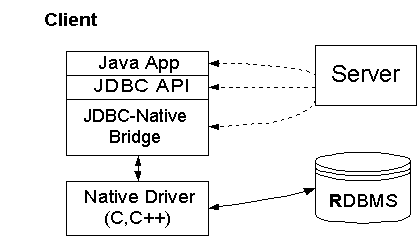 Client
Java App
JDBC API
JDBC-Native
Bridge
Server
Native Driver
(C,C++)
RDBMS